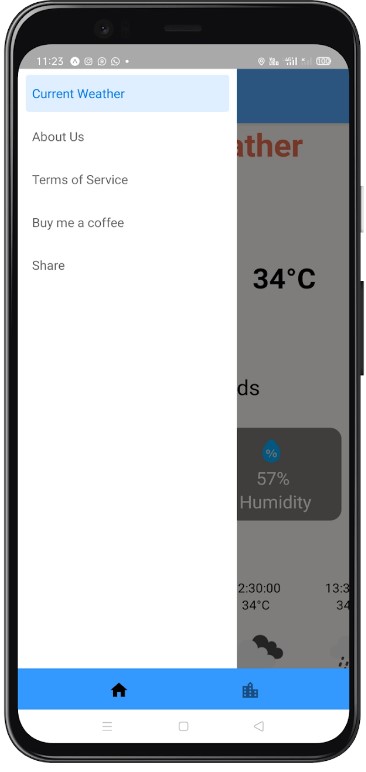 11:23
Current Weather
About Us
Terms of Service
Buy me a coffee
Share
ather
34°C
ds
%
57%
Humidity
2:30:00
34°C
13:3
34